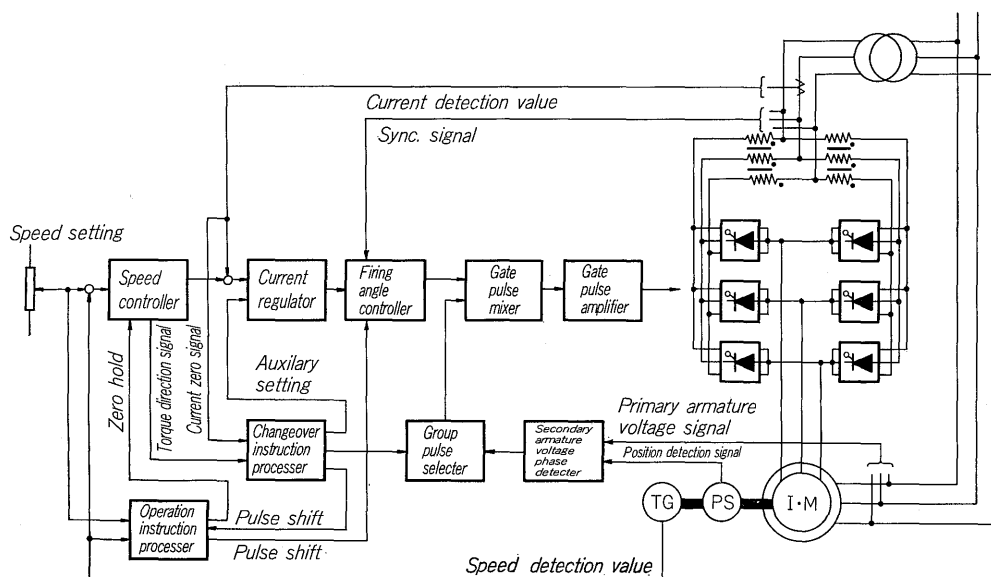 Current detection value
Sync. signal
Speed setting
Speed
controller
Current
regulator
Firing
angle
controller
Gate
pulse
mixer
Gate
pulse
amplifier
Zero hold
Torque direction signal
Current zero signal
Auxilary
setting
Changeover
instruction
processer
Group
pulse
selecter
Secondary
armature
voltage
phase
detecter
Primary armature
voltage signal
Position detection signal
Operation
instruction
processer
Pulse shift
Pulse shift
TG
PS
I·M
Speed detection value